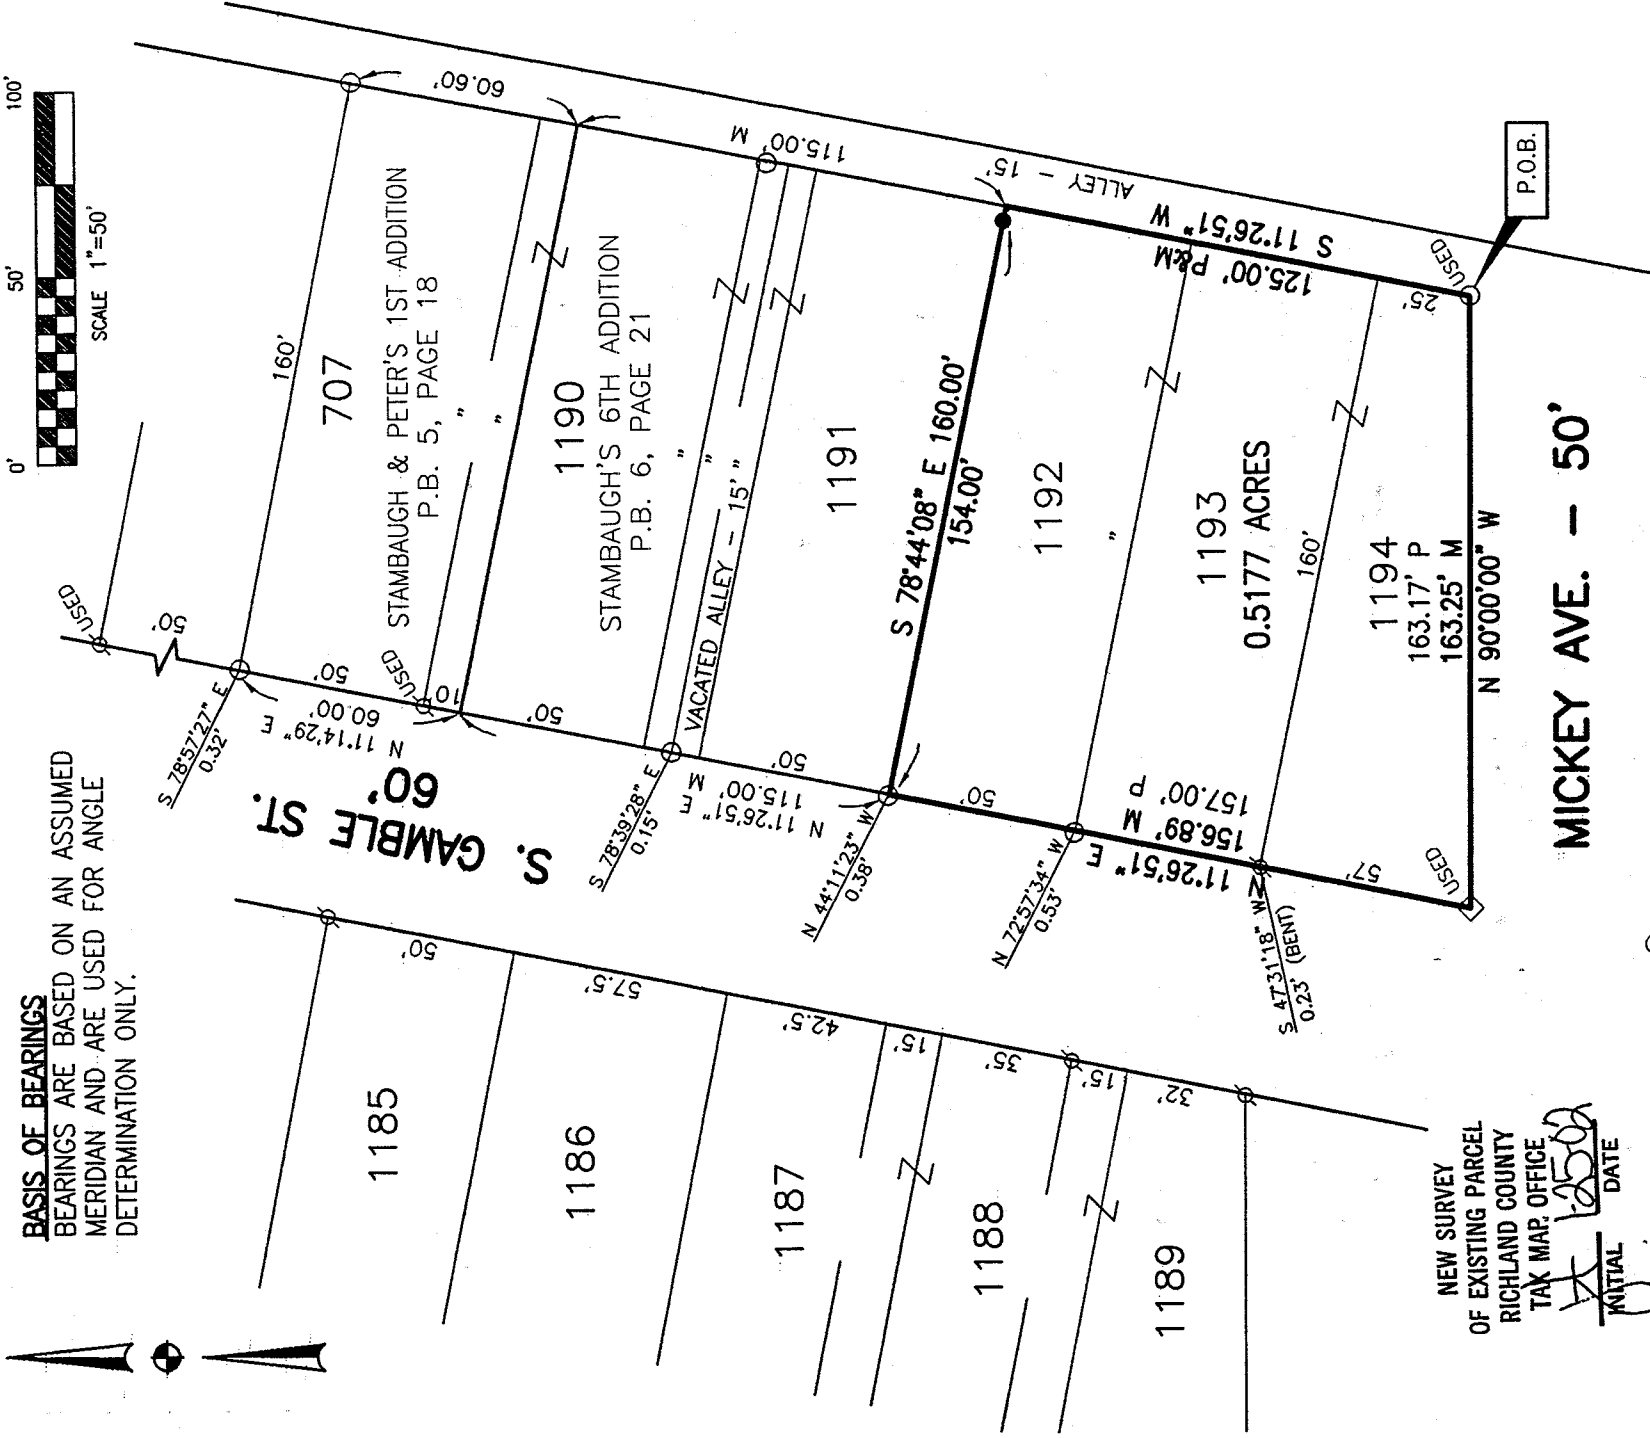 BASIS OF BEARINGS
BEARINGS ARE BASED ON AN ASSUMED
MERIDIAN AND ARE USED FOR ANGLE
DETERMINATION ONLY.
0' 50' 100'
SCALE 1"=50'
USED
50'
S 78°57'27" E
0.32'
160'
707
60.60'
50'
N 11°14'29" E
60.00'
USED
10'
STAMBAUGH & PETER'S 1ST ADDITION
P.B. 5, PAGE 18
"
"
S. GAMBLE ST.
60'
50'
1190
STAMBAUGH'S 6TH ADDITION
P.B. 6, PAGE 21
"
"
115.00' M
S 78°39'28" E
0.15'
VACATED ALLEY - 15' "
N 11°26'51" E
115.00' M
50'
1191
ALLEY - 15'
N 44°11'23" W
0.38'
S 78°44'08" E 160.00'
154.00'
50'
1192
"
S 11°26'51" W
125.00' P&M
N 72°57'34" W
0.53'
N 11°26'51" E
156.89' M
157.00' P
1193
0.5177 ACRES
160'
S 47°31'18" W
0.23' (BENT)
57'
USED
1194
163.17' P
163.25' M
N 90°00'00" W
25'
USED
P.O.B.
MICKEY AVE. - 50'
1185
50'
1186
57.5'
1187
42.5'
15'
1188
35'
15'
1189
32'
NEW SURVEY
OF EXISTING PARCEL
RICHLAND COUNTY
TAX MAP OFFICE
INITIAL DATE